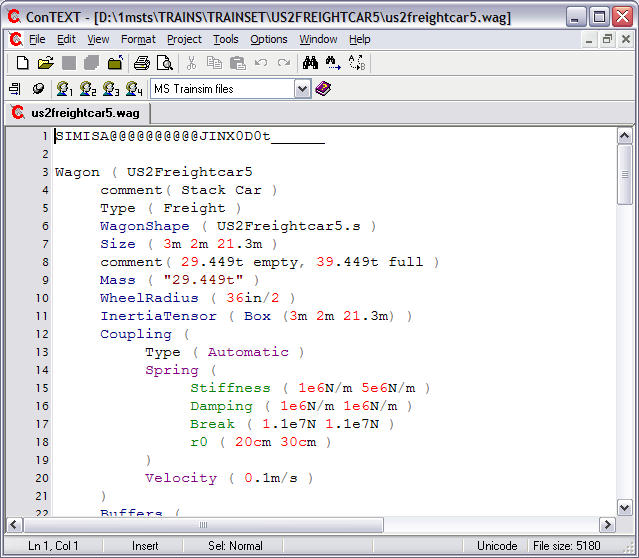 ConTEXT - [D:\1msts\TRAINS\TRAINSET\US2FREIGHTCAR5\us2freightcar5.wag]
File Edit View Format Project Tools Options Window Help
1 2 3 4 MS Trainsim files
us2freightcar5.wag
1 SIMISA@@@@@@@@@@JINX0D0t______
2
3 Wagon ( US2Freightcar5
4 comment( Stack Car )
5 Type ( Freight )
6 WagonShape ( US2Freightcar5.s )
7 Size ( 3m 2m 21.3m )
8 comment( 29.449t empty, 39.449t full )
9 Mass ( "29.449t" )
10 WheelRadius ( 36in/2 )
11 InertiaTensor ( Box (3m 2m 21.3m) )
12 Coupling (
13 Type ( Automatic )
14 Spring (
15 Stiffness ( 1e6N/m 5e6N/m )
16 Damping ( 1e6N/m 1e6N/m )
17 Break ( 1.1e7N 1.1e7N )
18 r0 ( 20cm 30cm )
19 )
20 Velocity ( 0.1m/s )
21 )
22 Buffers (
Ln 1, Col 1 Insert Sel: Normal Unicode File size: 5180